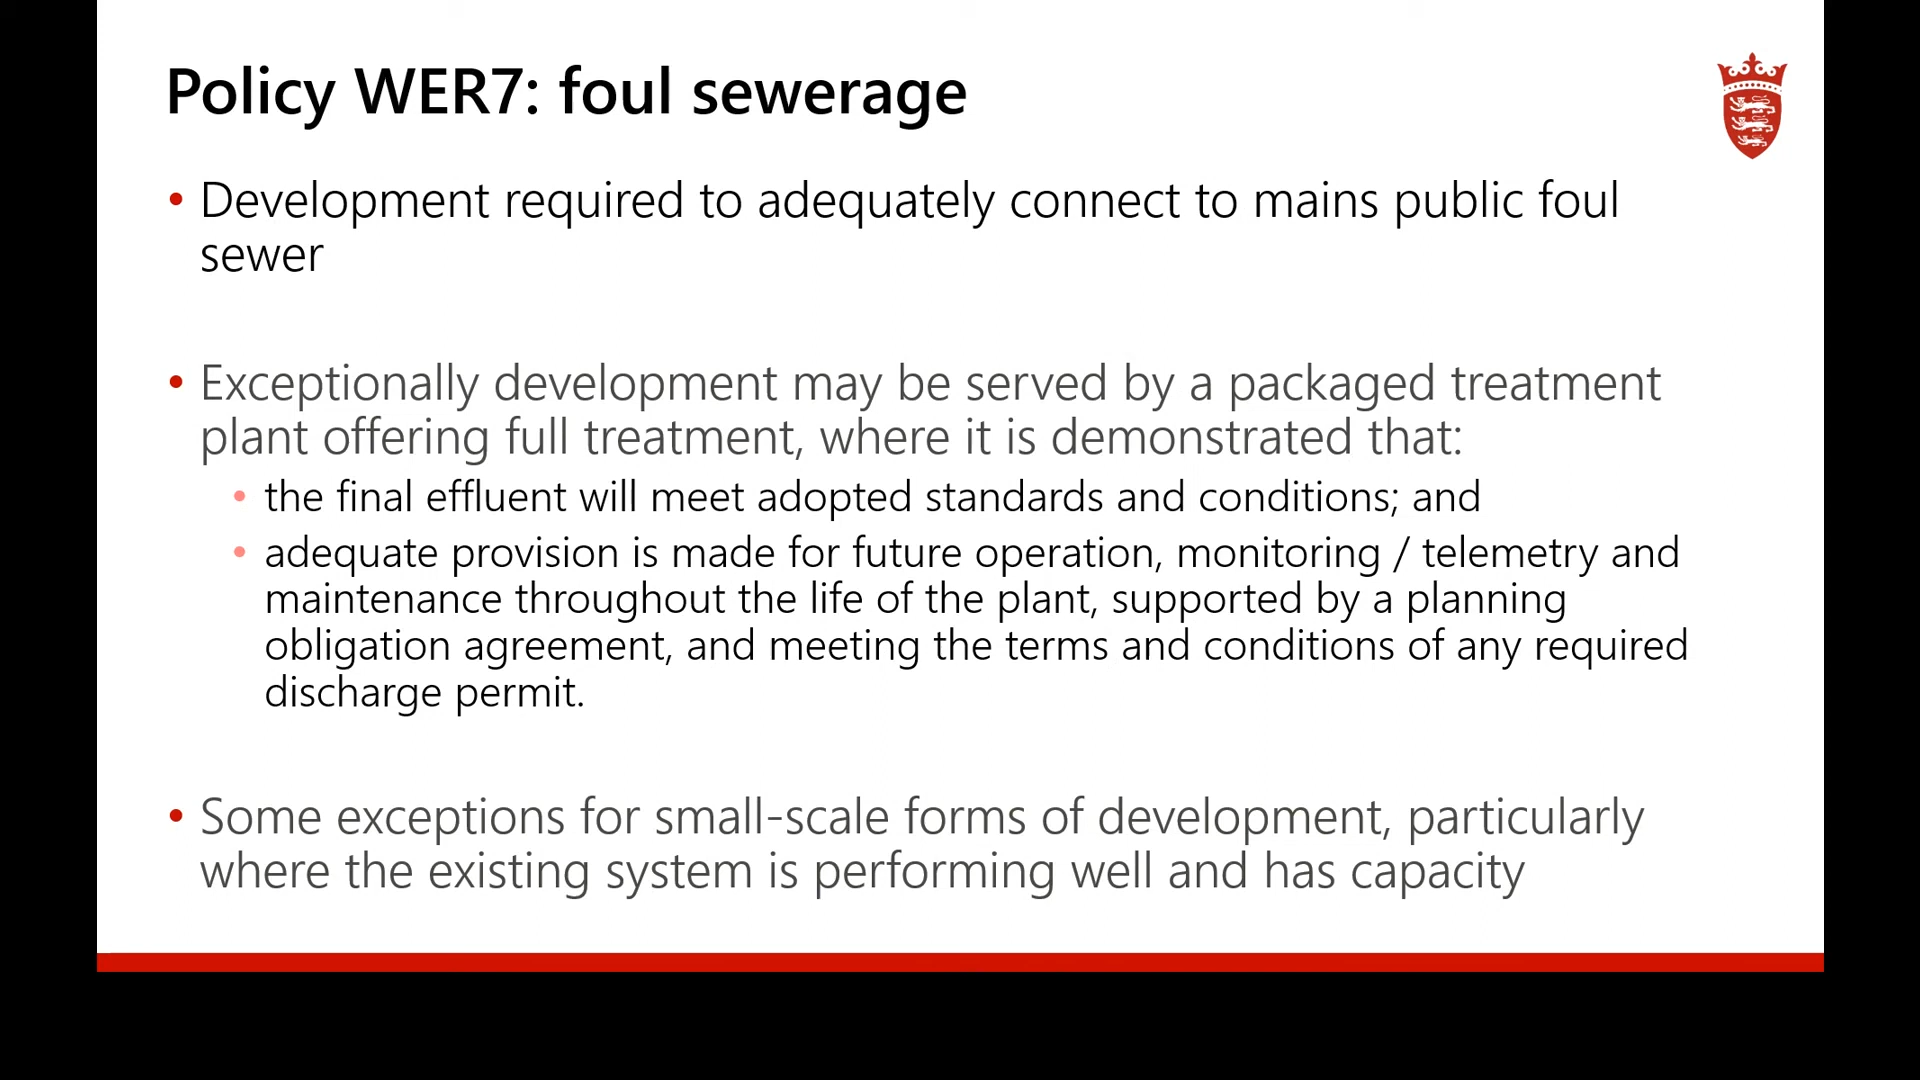 Policy WER7: foul sewerage
• Development required to adequately connect to mains public foul
sewer
• Exceptionally development may be served by a packaged treatment
plant offering full treatment, where it is demonstrated that:
• the final effluent will meet adopted standards and conditions; and
• adequate provision is made for future operation, monitoring / telemetry and
maintenance throughout the life of the plant, supported by a planning
obligation agreement, and meeting the terms and conditions of any required
discharge permit.
• Some exceptions for small-scale forms of development, particularly
where the existing system is performing well and has capacity